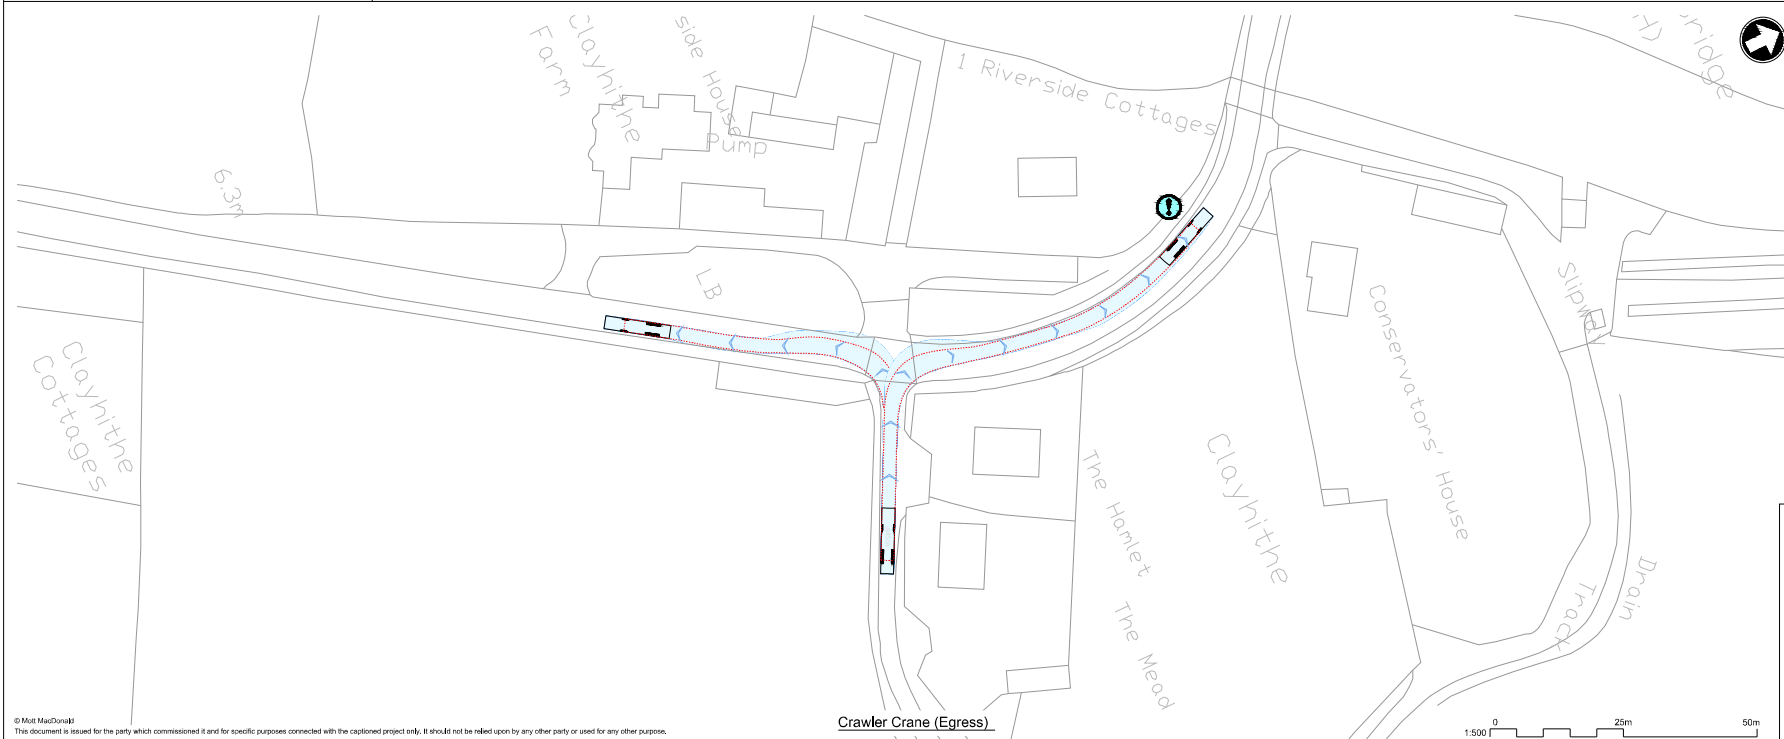 side House
Clayhithe
Farm
Pump
1 Riverside Cottages
6.3m
LB
Clayhithe
Cottages
Slipway
Conservators' House
Clayhithe
The Hamlet
The Mead
Drain
Track
© Mott MacDonald
This document is issued for the party which commissioned it and for specific purposes connected with the captioned project only. It should not be relied upon by any other party or used for any other purpose.
Crawler Crane (Egress)
0 25m 50m
1:500